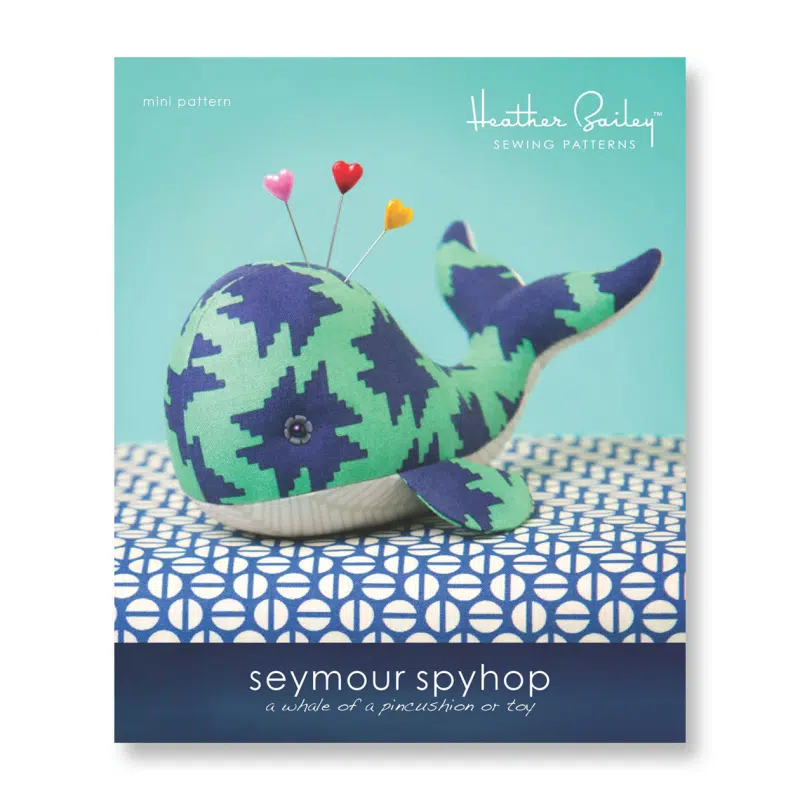 mini pattern
Heather Bailey™
SEWING PATTERNS
seymour spyhop
a whale of a pincushion or toy